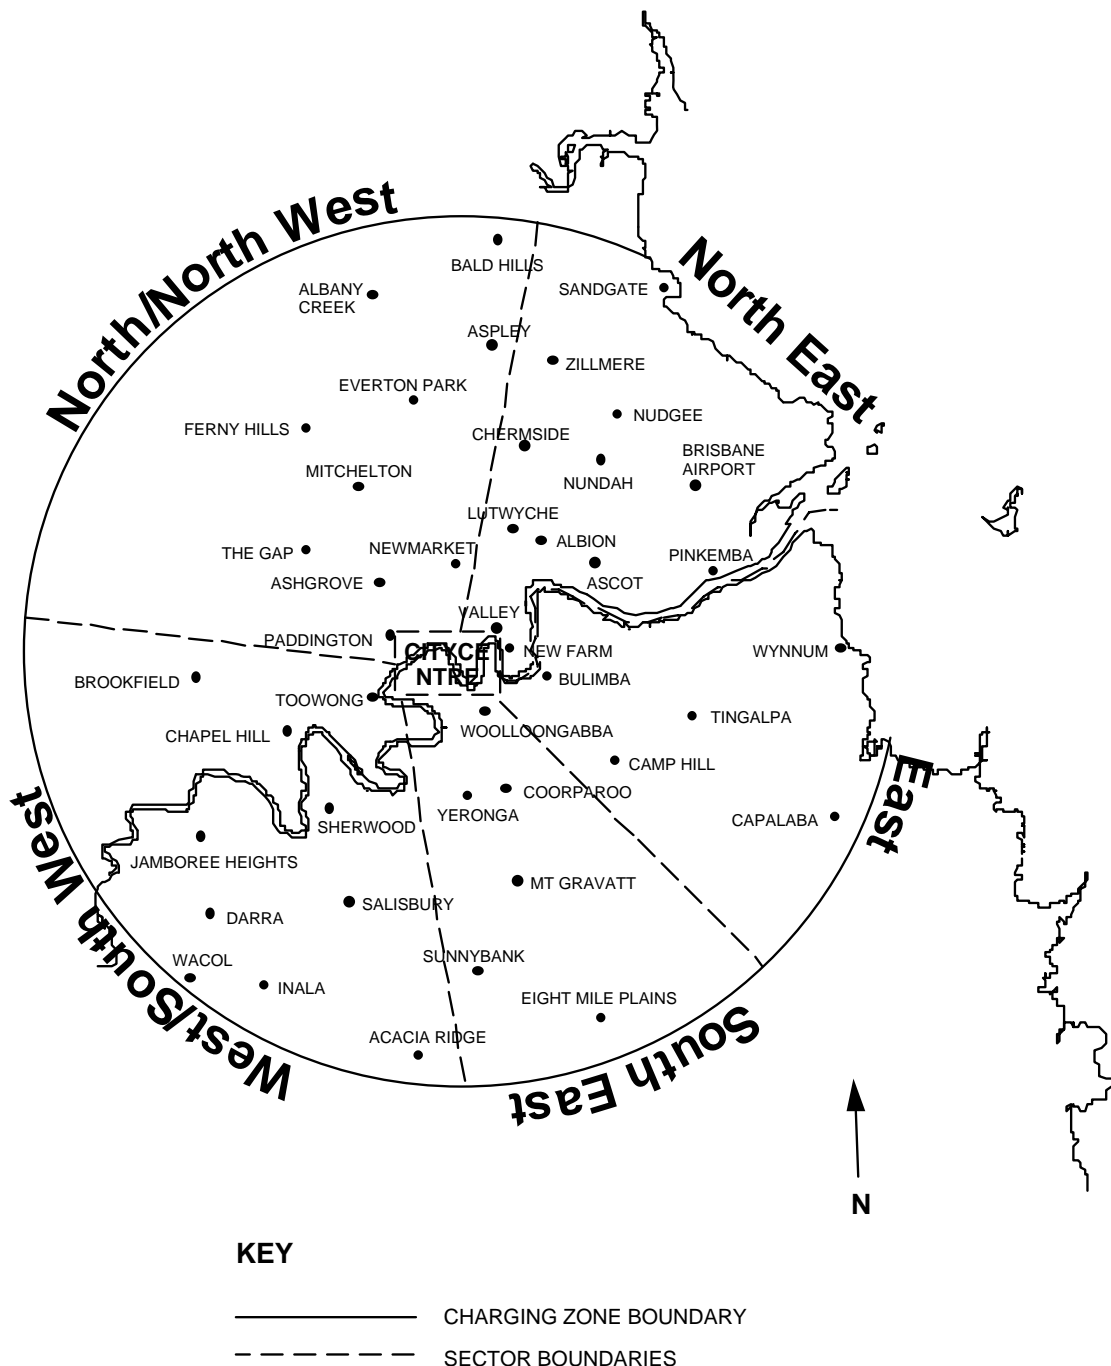 North/North West
North East
BALD HILLS
ALBANY
CREEK
SANDGATE
ASPLEY
ZILLMERE
EVERTON PARK
FERNY HILLS
CHERMSIDE
NUDGEE
MITCHELTON
NUNDAH
BRISBANE
AIRPORT
LUTWYCHE
THE GAP
NEWMARKET
ALBION
PINKEMBA
ASHGROVE
ASCOT
VALLEY
PADDINGTON
CITYCE
NTRE
NEW FARM
WYNNUM
BROOKFIELD
BULIMBA
TOOWONG
CHAPEL HILL
WOOLLOONGABBA
TINGALPA
CAMP HILL
COORPAROO
East
YERONGA
SHERWOOD
CAPALABA
JAMBOREE HEIGHTS
MT GRAVATT
SALISBURY
DARRA
West/South West
WACOL
SUNNYBANK
INALA
EIGHT MILE PLAINS
ACACIA RIDGE
South East
N
KEY
CHARGING ZONE BOUNDARY
SECTOR BOUNDARIES